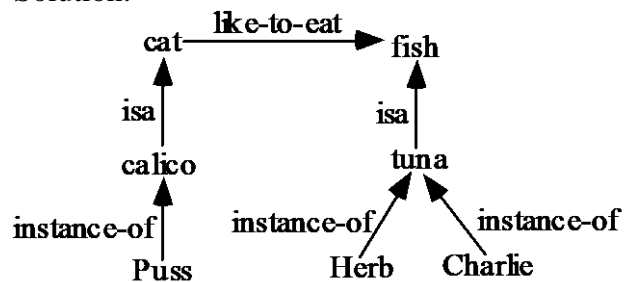 Solution:
like-to-eat
cat fish
isa isa
calico tuna
instance-of instance-of instance-of
Puss Herb Charlie